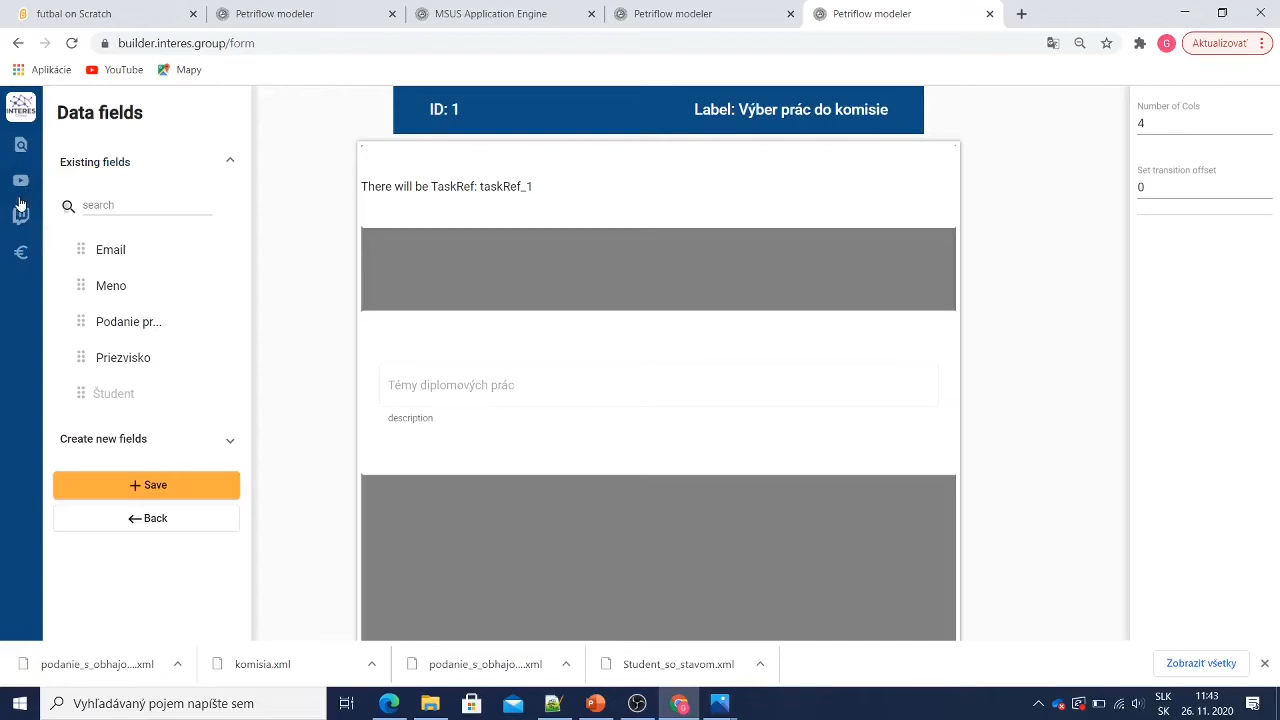 futbal on Scratch
Petriflow modeler
MSUS Application Engine
Petriflow modeler
Petriflow modeler
builder.interes.group/form
G
Aktualizovať
Aplikácie
YouTube
Mapy
INTERES
Data fields
Existing fields
search
Email
Meno
Podanie pr...
Priezvisko
Študent
Create new fields
Save
Back
ID: 1
Label: Výber prác do komisie
There will be TaskRef: taskRef_1
Témy diplomových prác
description
Number of Cols
4
Set transition offset
0
podanie_s_obhajo....xml
komisia.xml
podanie_s_obhajo....xml
Student_so_stavom.xml
Zobraziť všetky
Vyhľadávaný pojem napíšte sem
SLK
SK
11:43
26. 11. 2020